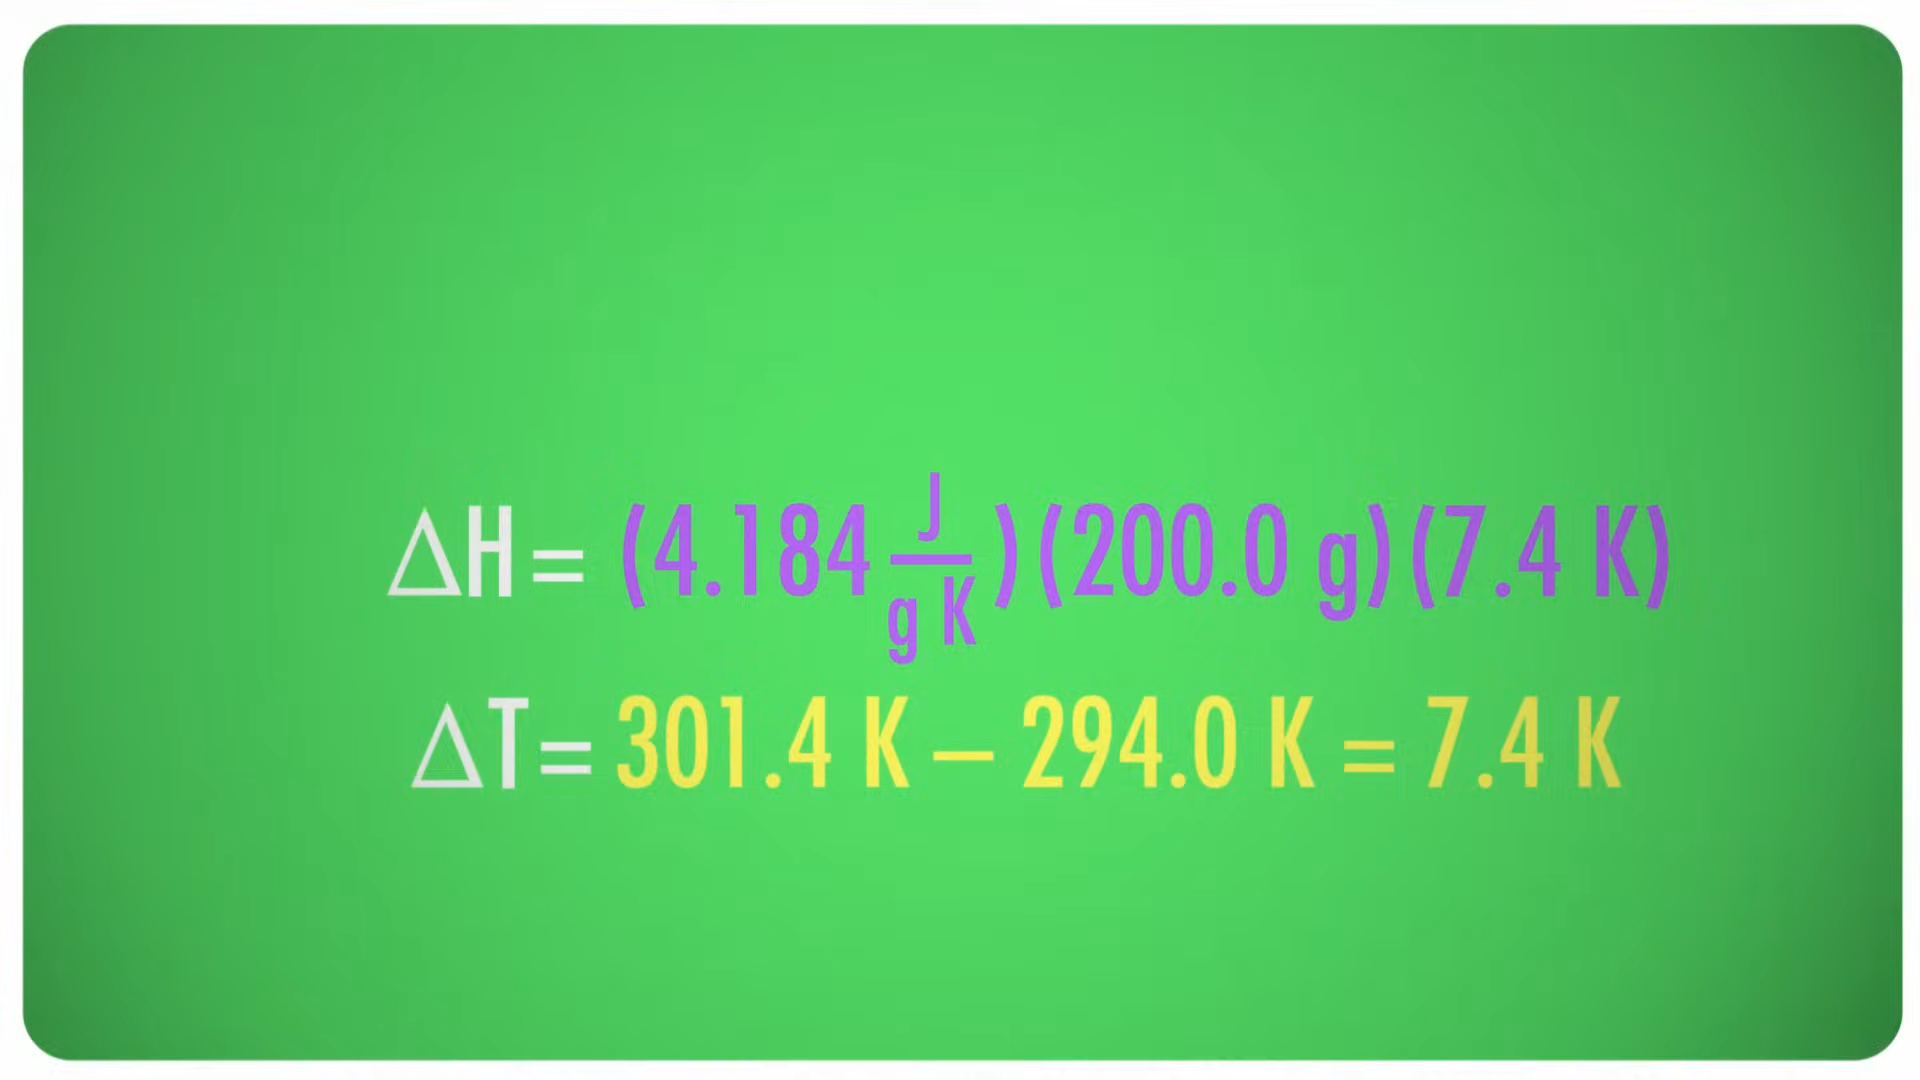 ΔH = (4.184 J/g K) (200.0 g) (7.4 K)
ΔT = 301.4 K – 294.0 K = 7.4 K